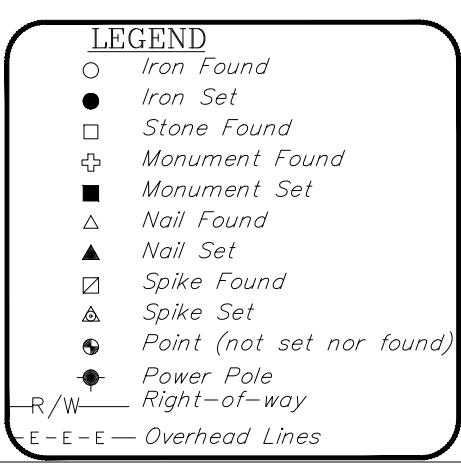 LEGEND
Iron Found
Iron Set
Stone Found
Monument Found
Monument Set
Nail Found
Nail Set
Spike Found
Spike Set
Point (not set nor found)
Power Pole
R/W Right-of-way
E-E-E Overhead Lines